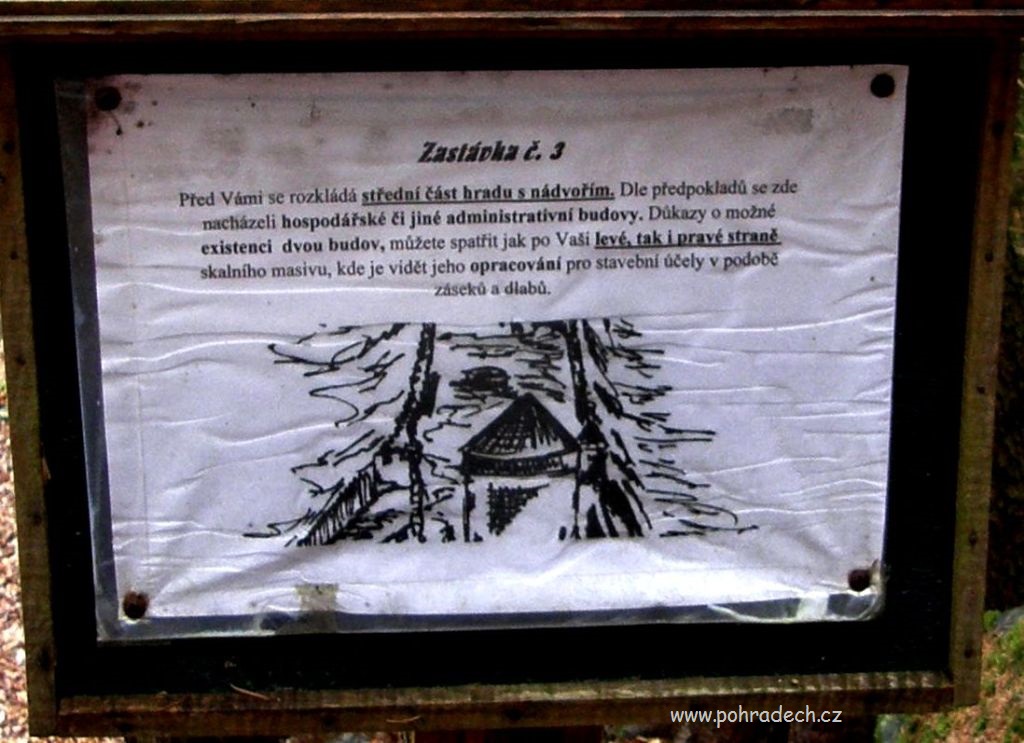 Zastávka č. 3
Před Vámi se rozkládá střední část hradu s nádvořím. Dle předpokladů se zde
nacházeli hospodářské či jiné administrativní budovy. Důkazy o možné
existenci dvou budov, můžete spatřit jak po Vaši levé, tak i pravé straně
skalního masivu, kde je vidět jeho opracování pro stavební účely v podobě
záseků a dlabů.
www.pohradech.cz